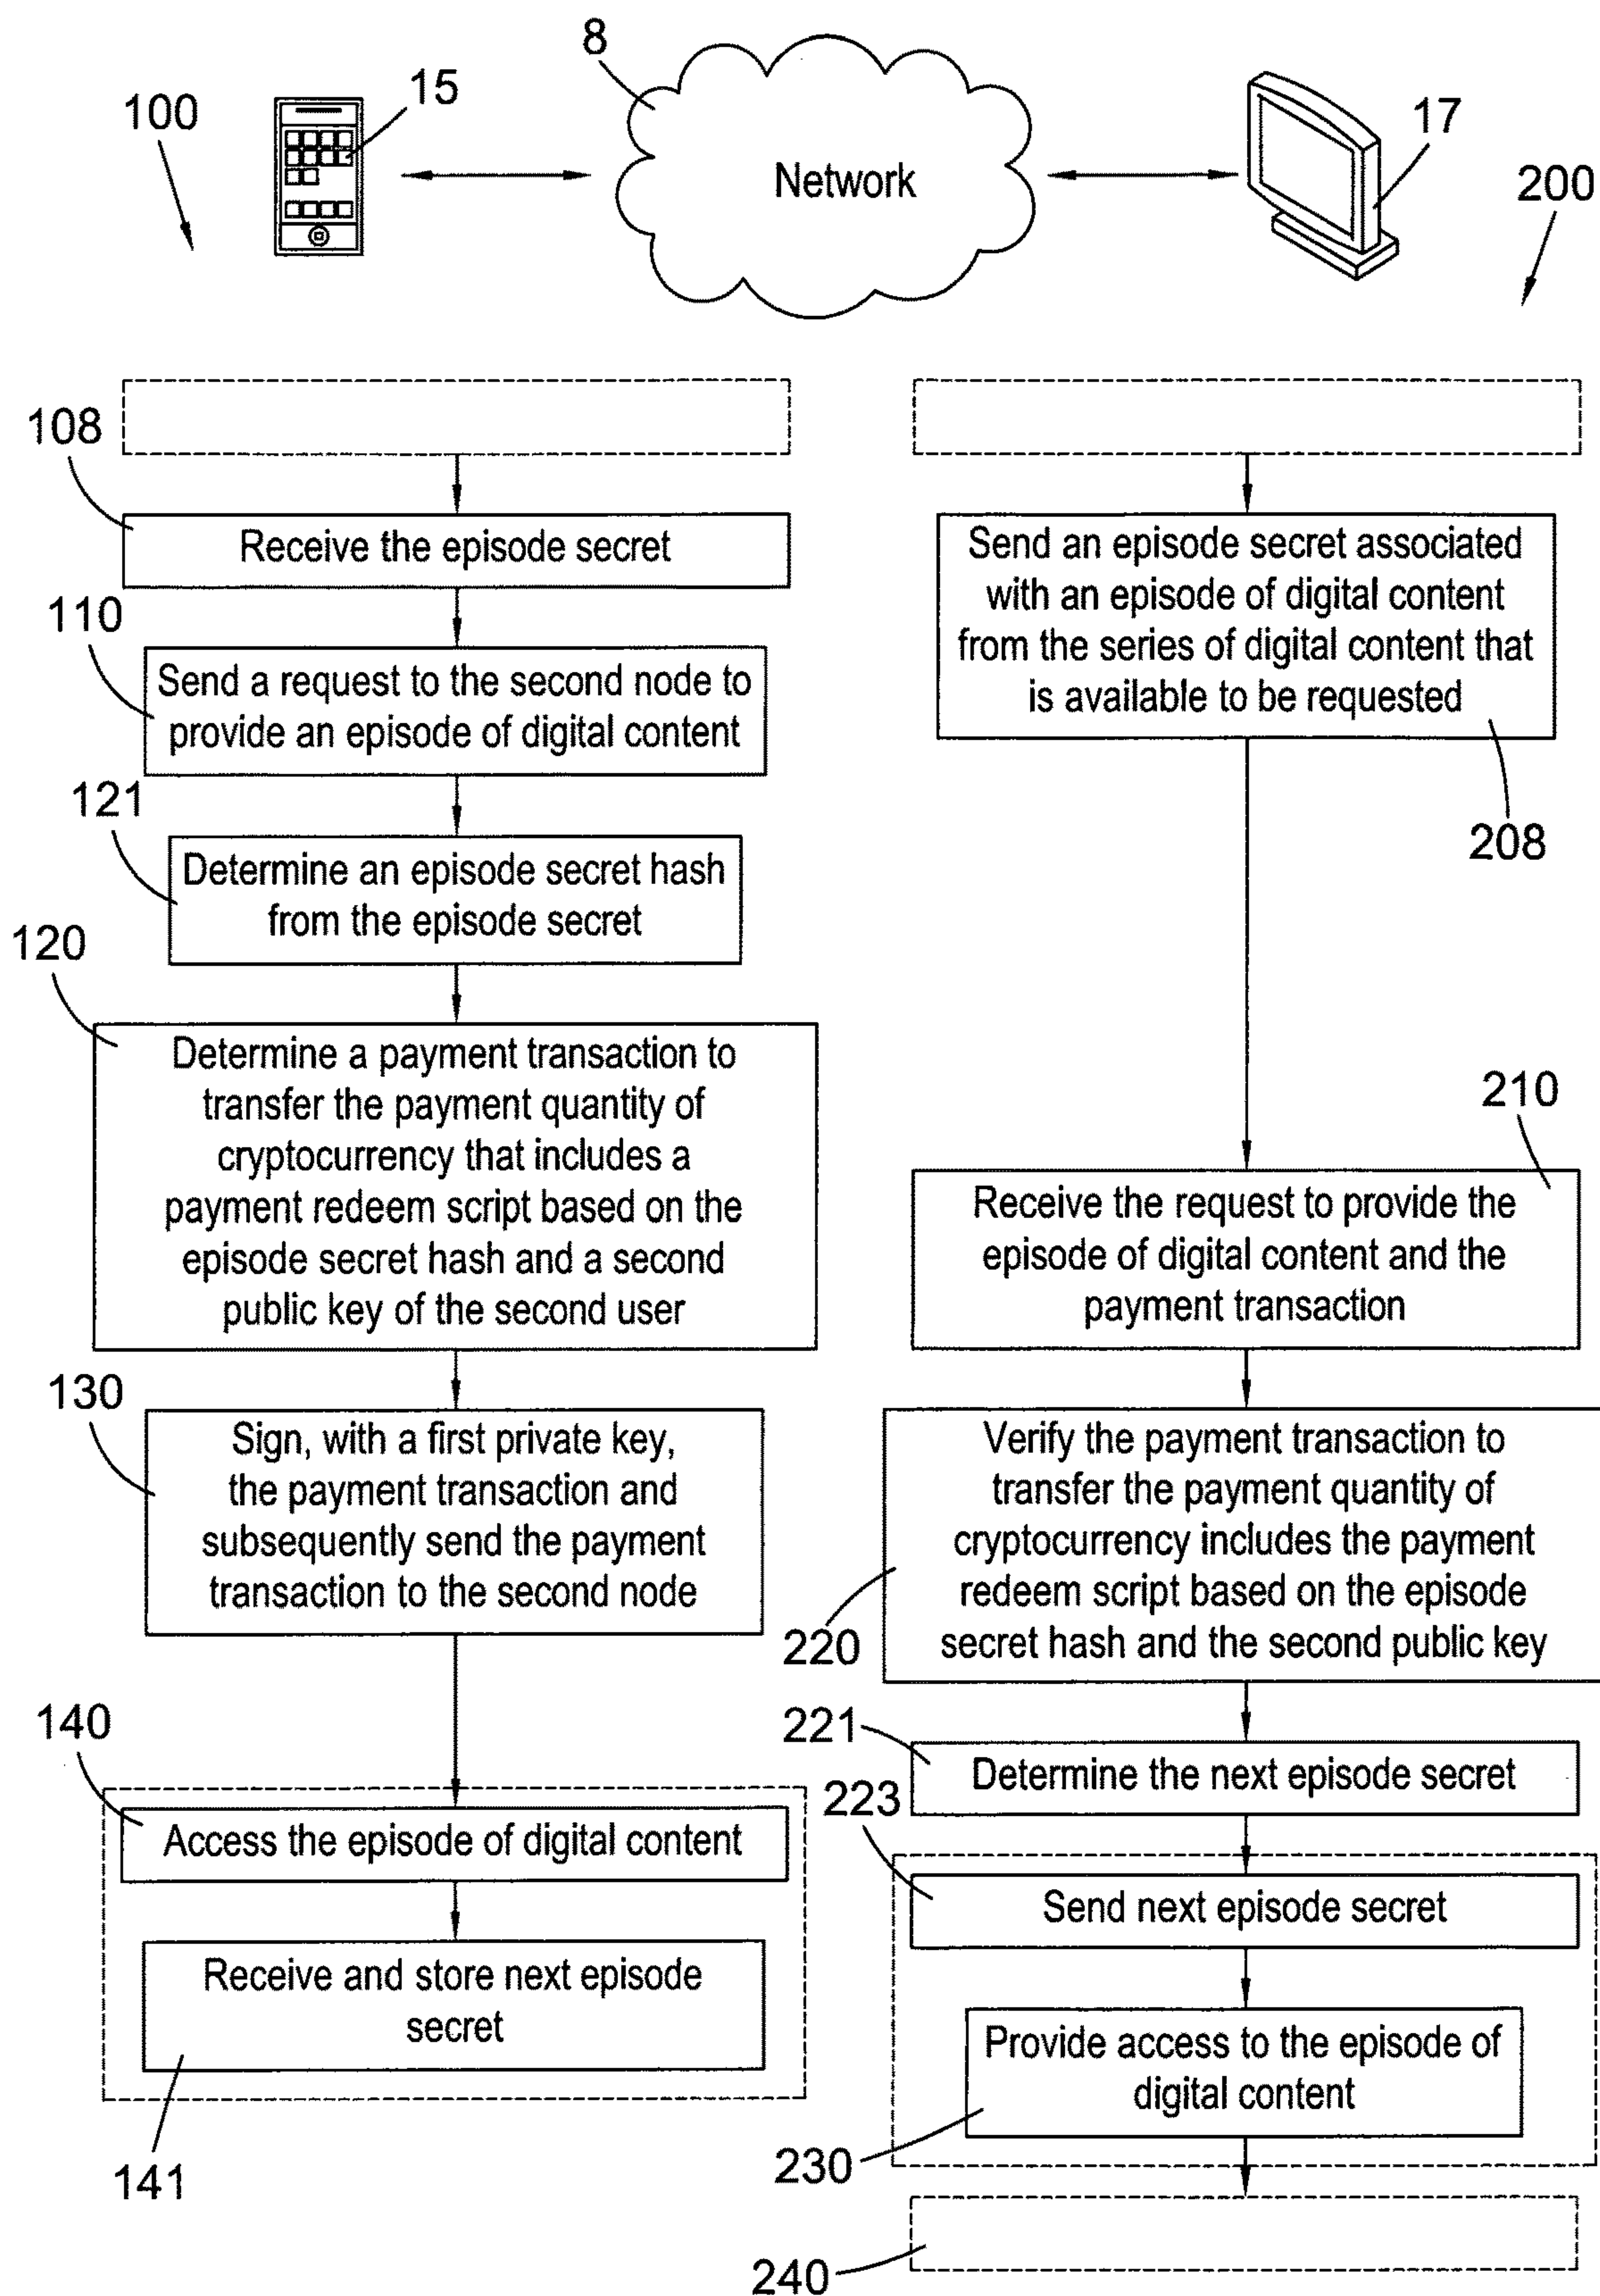 8
15
100
Network
17
200
108
Receive the episode secret
110
Send a request to the second node to
provide an episode of digital content
121
Determine an episode secret hash
from the episode secret
120
Determine a payment transaction to
transfer the payment quantity of
cryptocurrency that includes a
payment redeem script based on the
episode secret hash and a second
public key of the second user
130
Sign, with a first private key,
the payment transaction and
subsequently send the payment
transaction to the second node
140
Access the episode of digital content
Receive and store next episode
secret
141
Send an episode secret associated
with an episode of digital content
from the series of digital content that
is available to be requested
208
210
Receive the request to provide the
episode of digital content and the
payment transaction
Verify the payment transaction to
transfer the payment quantity of
cryptocurrency includes the payment
redeem script based on the episode
secret hash and the second public key
220
221
Determine the next episode secret
223
Send next episode secret
Provide access to the episode of
digital content
230
240